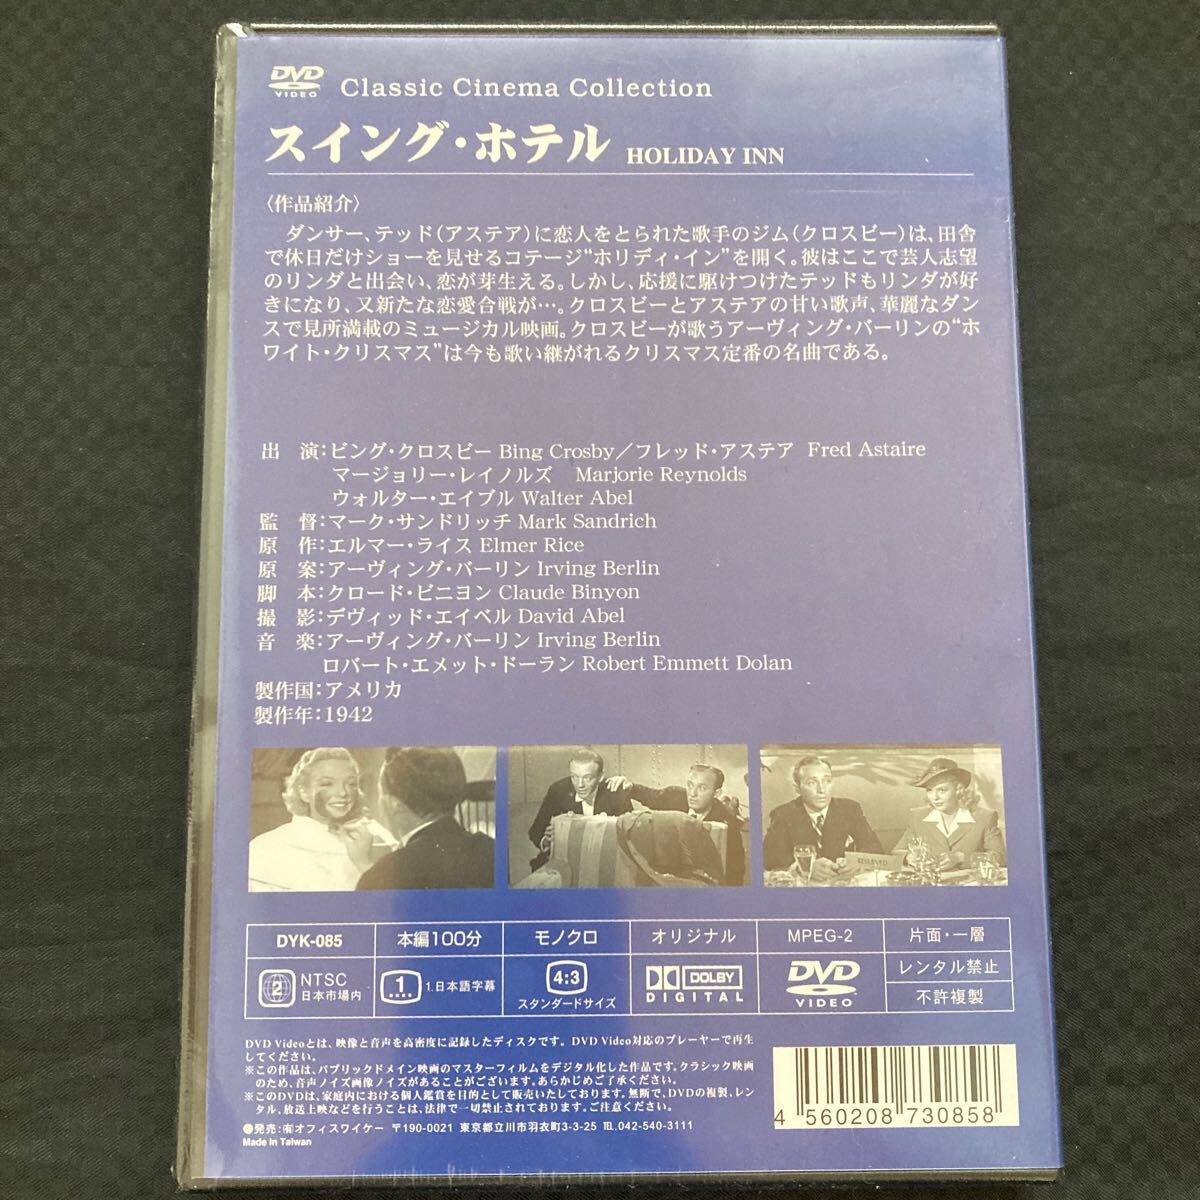 DVD VIDEO Classic Cinema Collection
スイング・ホテル HOLIDAY INN
〈作品紹介〉
ダンサー、テッド(アステア)に恋人をとられた歌手のジム(クロスビー)は、田舎
で休日だけショーを見せるコテージ“ホリディ・イン”を開く。彼はここで芸人志望
のリンダと出会い、恋が芽生える。しかし、応援に駆けつけたテッドもリンダが好
きになり、又新たな恋愛合戦が…。クロスビーとアステアの甘い歌声、華麗なダン
スで見所満載のミュージカル映画。クロスビーが歌うアーヴィング・バーリンの“ホ
ワイト・クリスマス”は今も歌い継がれるクリスマス定番の名曲である。
出 演:ビング・クロスビー Bing Crosby/フレッド・アステア Fred Astaire
マージョリー・レイノルズ Marjorie Reynolds
ウォルター・エイブル Walter Abel
監 督:マーク・サンドリッチ Mark Sandrich
原 作:エルマー・ライス Elmer Rice
原 案:アーヴィング・バーリン Irving Berlin
脚 本:クロード・ビニヨン Claude Binyon
撮 影:デヴィッド・エイベル David Abel
音 楽:アーヴィング・バーリン Irving Berlin
ロバート・エメット・ドーラン Robert Emmett Dolan
製作国:アメリカ
製作年:1942
RESERVED
DYK-085 本編100分 モノクロ オリジナル MPEG-2 片面・一層
2 NTSC 日本市場内
1 1.日本語字幕
4:3 スタンダードサイズ
DOLBY DIGITAL
DVD VIDEO
レンタル禁止
不許複製
DVD Videoとは、映像と音声を高密度に記録したディスクです。DVD Video対応のプレーヤーで再生
してください。
※この作品は、パブリックドメイン映画のマスターフィルムをデジタル化した作品です。クラシック映画
のため、音声ノイズ画像ノイズがあることがございます。あらかじめご了承ください。
※このDVDは、家庭内における個人鑑賞を目的として販売いたしております。無断で、DVDの複製、レン
タル、放送上映などを行うことは、法律で一切禁止されております。ご注意ください。
●発売:㈲オフィスワイケー 〒190-0021 東京都立川市羽衣町3-3-25 TEL.042-540-3111
Made in Taiwan
4 560208 730858